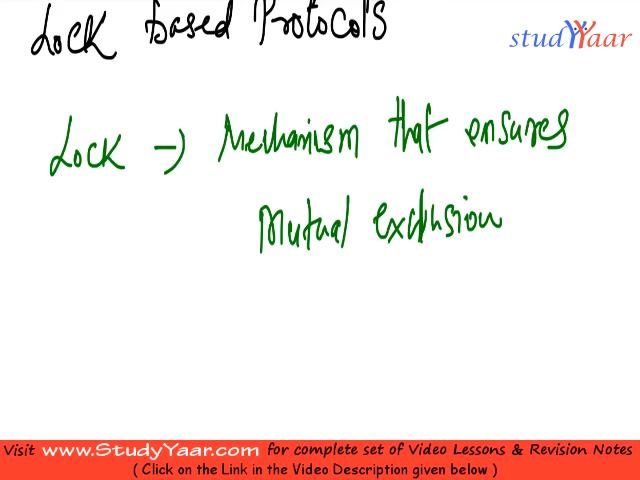 Lock based Protocols
studYYaar
Lock → Mechanism that ensures
Mutual exclusion
Visit www.StudyYaar.com for complete set of Video Lessons & Revision Notes
( Click on the Link in the Video Description given below )